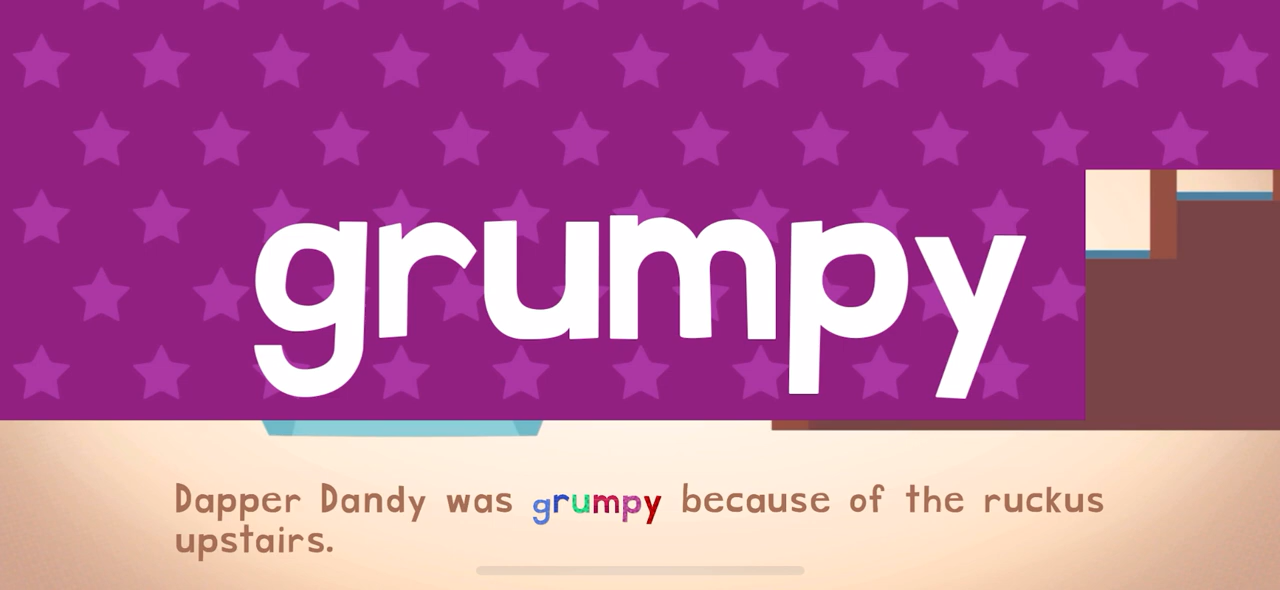 grumpy
Dapper Dandy was grumpy because of the ruckus
upstairs.